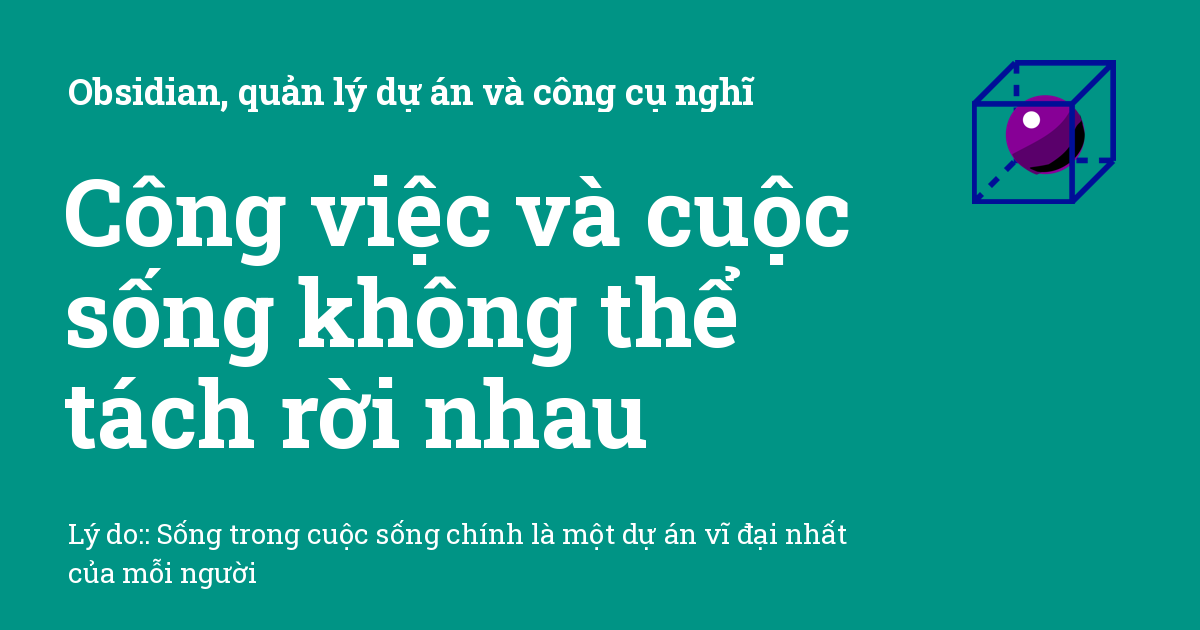 Obsidian, quản lý dự án và công cụ nghĩ
Công việc và cuộc
sống không thể
tách rời nhau
Lý do:: Sống trong cuộc sống chính là một dự án vĩ đại nhất
của mỗi người